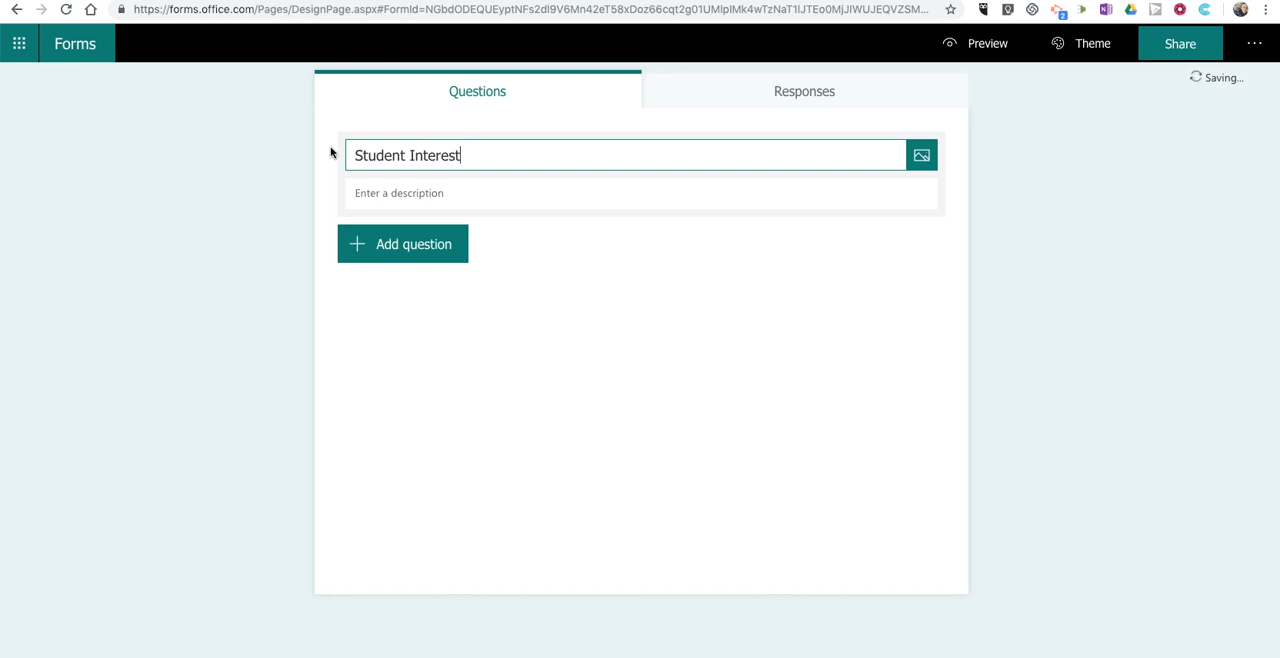 https://forms.office.com/Pages/DesignPage.aspx#FormId=NGbdODEQUEyptNFs2dl9V6Mn42eT58xDoz66cqt2g01UMlpIMk4wTzNaT1lJTEo0MjJIWUJEQVZSM...
2
Forms
Preview
Theme
Share
...
Questions
Responses
Saving...
Student Interest
Enter a description
Add question